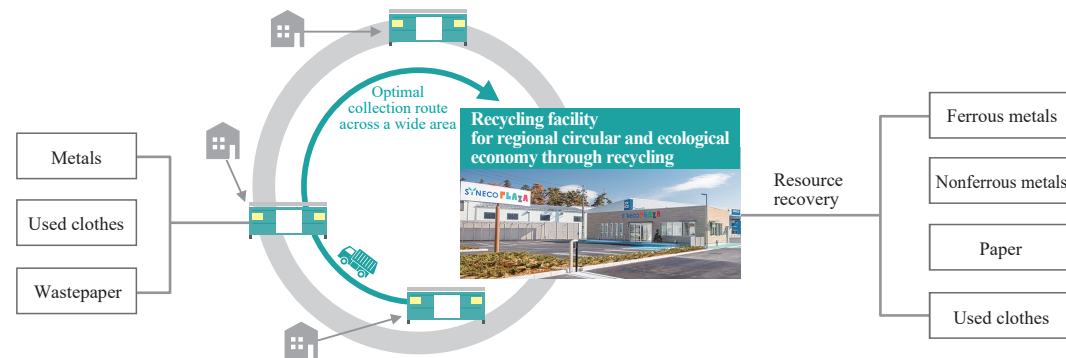 Optimal
collection route
across a wide area
Recycling facility
for regional circular and ecological
economy through recycling
Metals
Used clothes
Wastepaper
SYNECO PLAZA
SYNECO PLAZA
Resource
recovery
Ferrous metals
Nonferrous metals
Paper
Used clothes